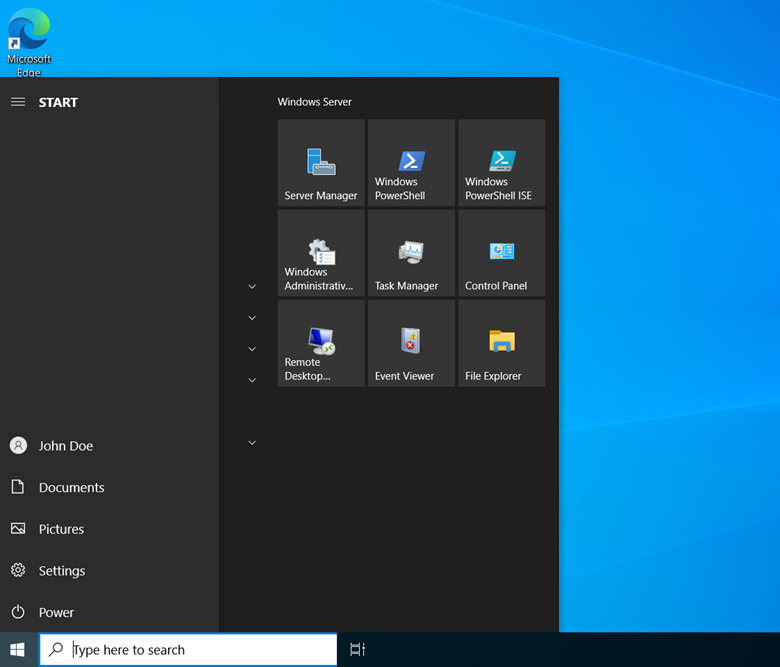 Microsoft
Edge
START
Windows Server
Server Manager
Windows
PowerShell
Windows
PowerShell ISE
Windows
Administrativ...
Task Manager
Control Panel
Remote
Desktop...
Event Viewer
File Explorer
John Doe
Documents
Pictures
Settings
Power
Type here to search